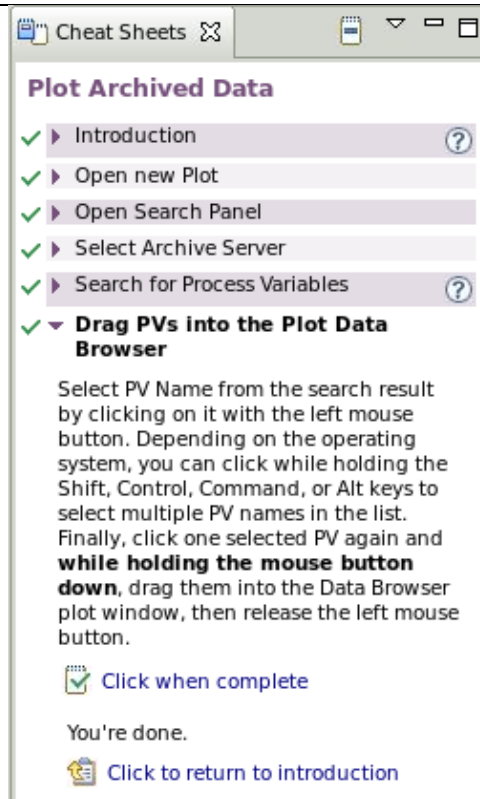 Cheat Sheets
Plot Archived Data
Introduction
?
Open new Plot
Open Search Panel
Select Archive Server
Search for Process Variables
?
Drag PVs into the Plot Data
Browser
Select PV Name from the search result
by clicking on it with the left mouse
button. Depending on the operating
system, you can click while holding the
Shift, Control, Command, or Alt keys to
select multiple PV names in the list.
Finally, click one selected PV again and
while holding the mouse button
down, drag them into the Data Browser
plot window, then release the left mouse
button.
Click when complete
You're done.
Click to return to introduction